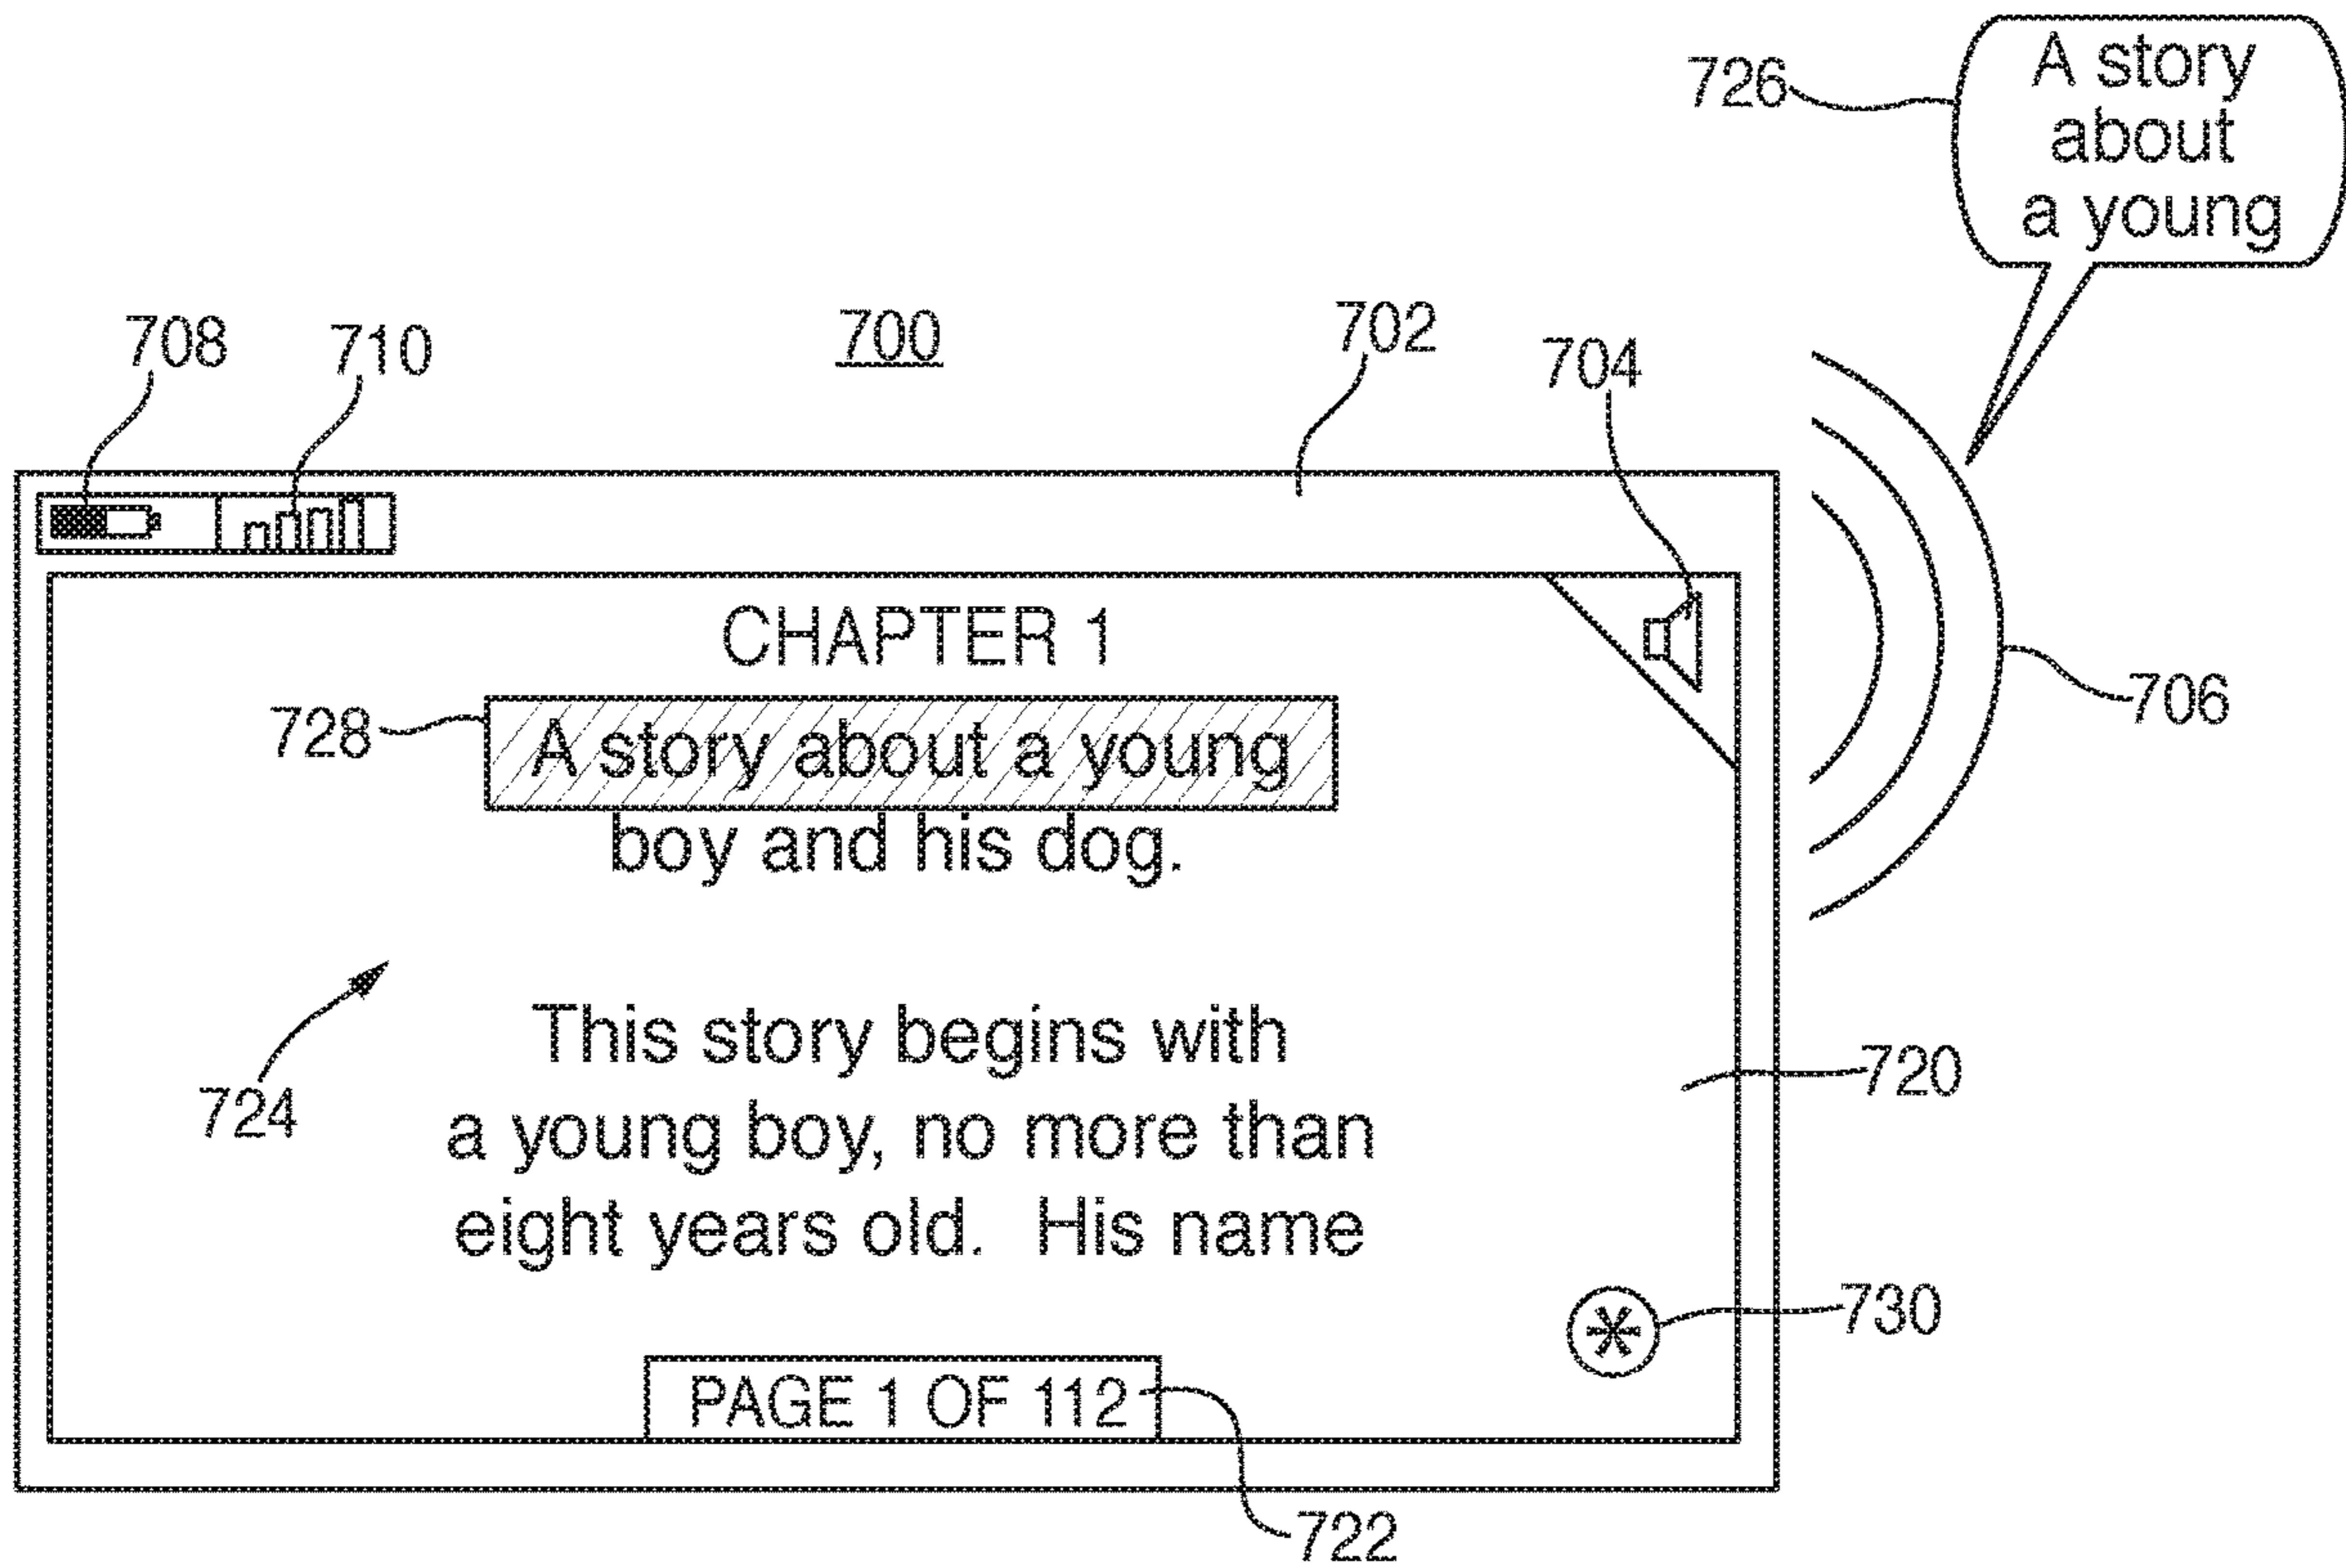 726
A story
about
a young
708
710
700
702
704
CHAPTER 1
728
A story about a young
706
boy and his dog.
724
This story begins with
720
a young boy, no more than
eight years old.  His name
*
730
PAGE 1 OF 112
722